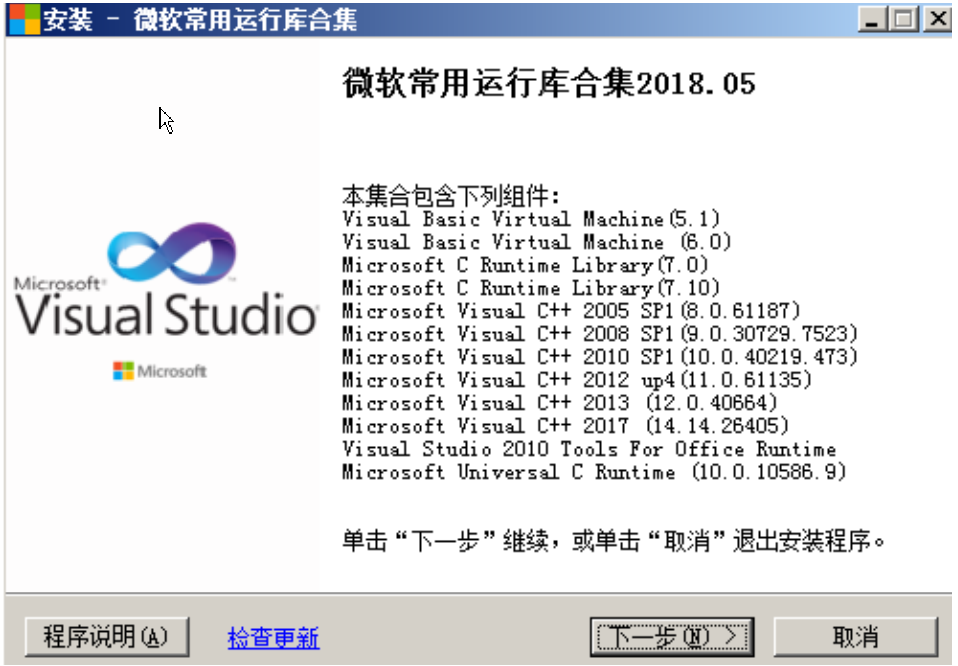 安装 - 微软常用运行库合集
微软常用运行库合集2018.05
本集合包含下列组件:
Visual Basic Virtual Machine(5.1)
Visual Basic Virtual Machine (6.0)
Microsoft C Runtime Library(7.0)
Microsoft C Runtime Library(7.10)
Microsoft Visual C++ 2005 SP1(8.0.61187)
Microsoft Visual C++ 2008 SP1(9.0.30729.7523)
Microsoft Visual C++ 2010 SP1(10.0.40219.473)
Microsoft Visual C++ 2012 up4(11.0.61135)
Microsoft Visual C++ 2013 (12.0.40664)
Microsoft Visual C++ 2017 (14.14.26405)
Visual Studio 2010 Tools For Office Runtime
Microsoft Universal C Runtime (10.0.10586.9)
Microsoft
Visual Studio
Microsoft
单击“下一步”继续,或单击“取消”退出安装程序。
程序说明(A) 检查更新 下一步(N) > 取消